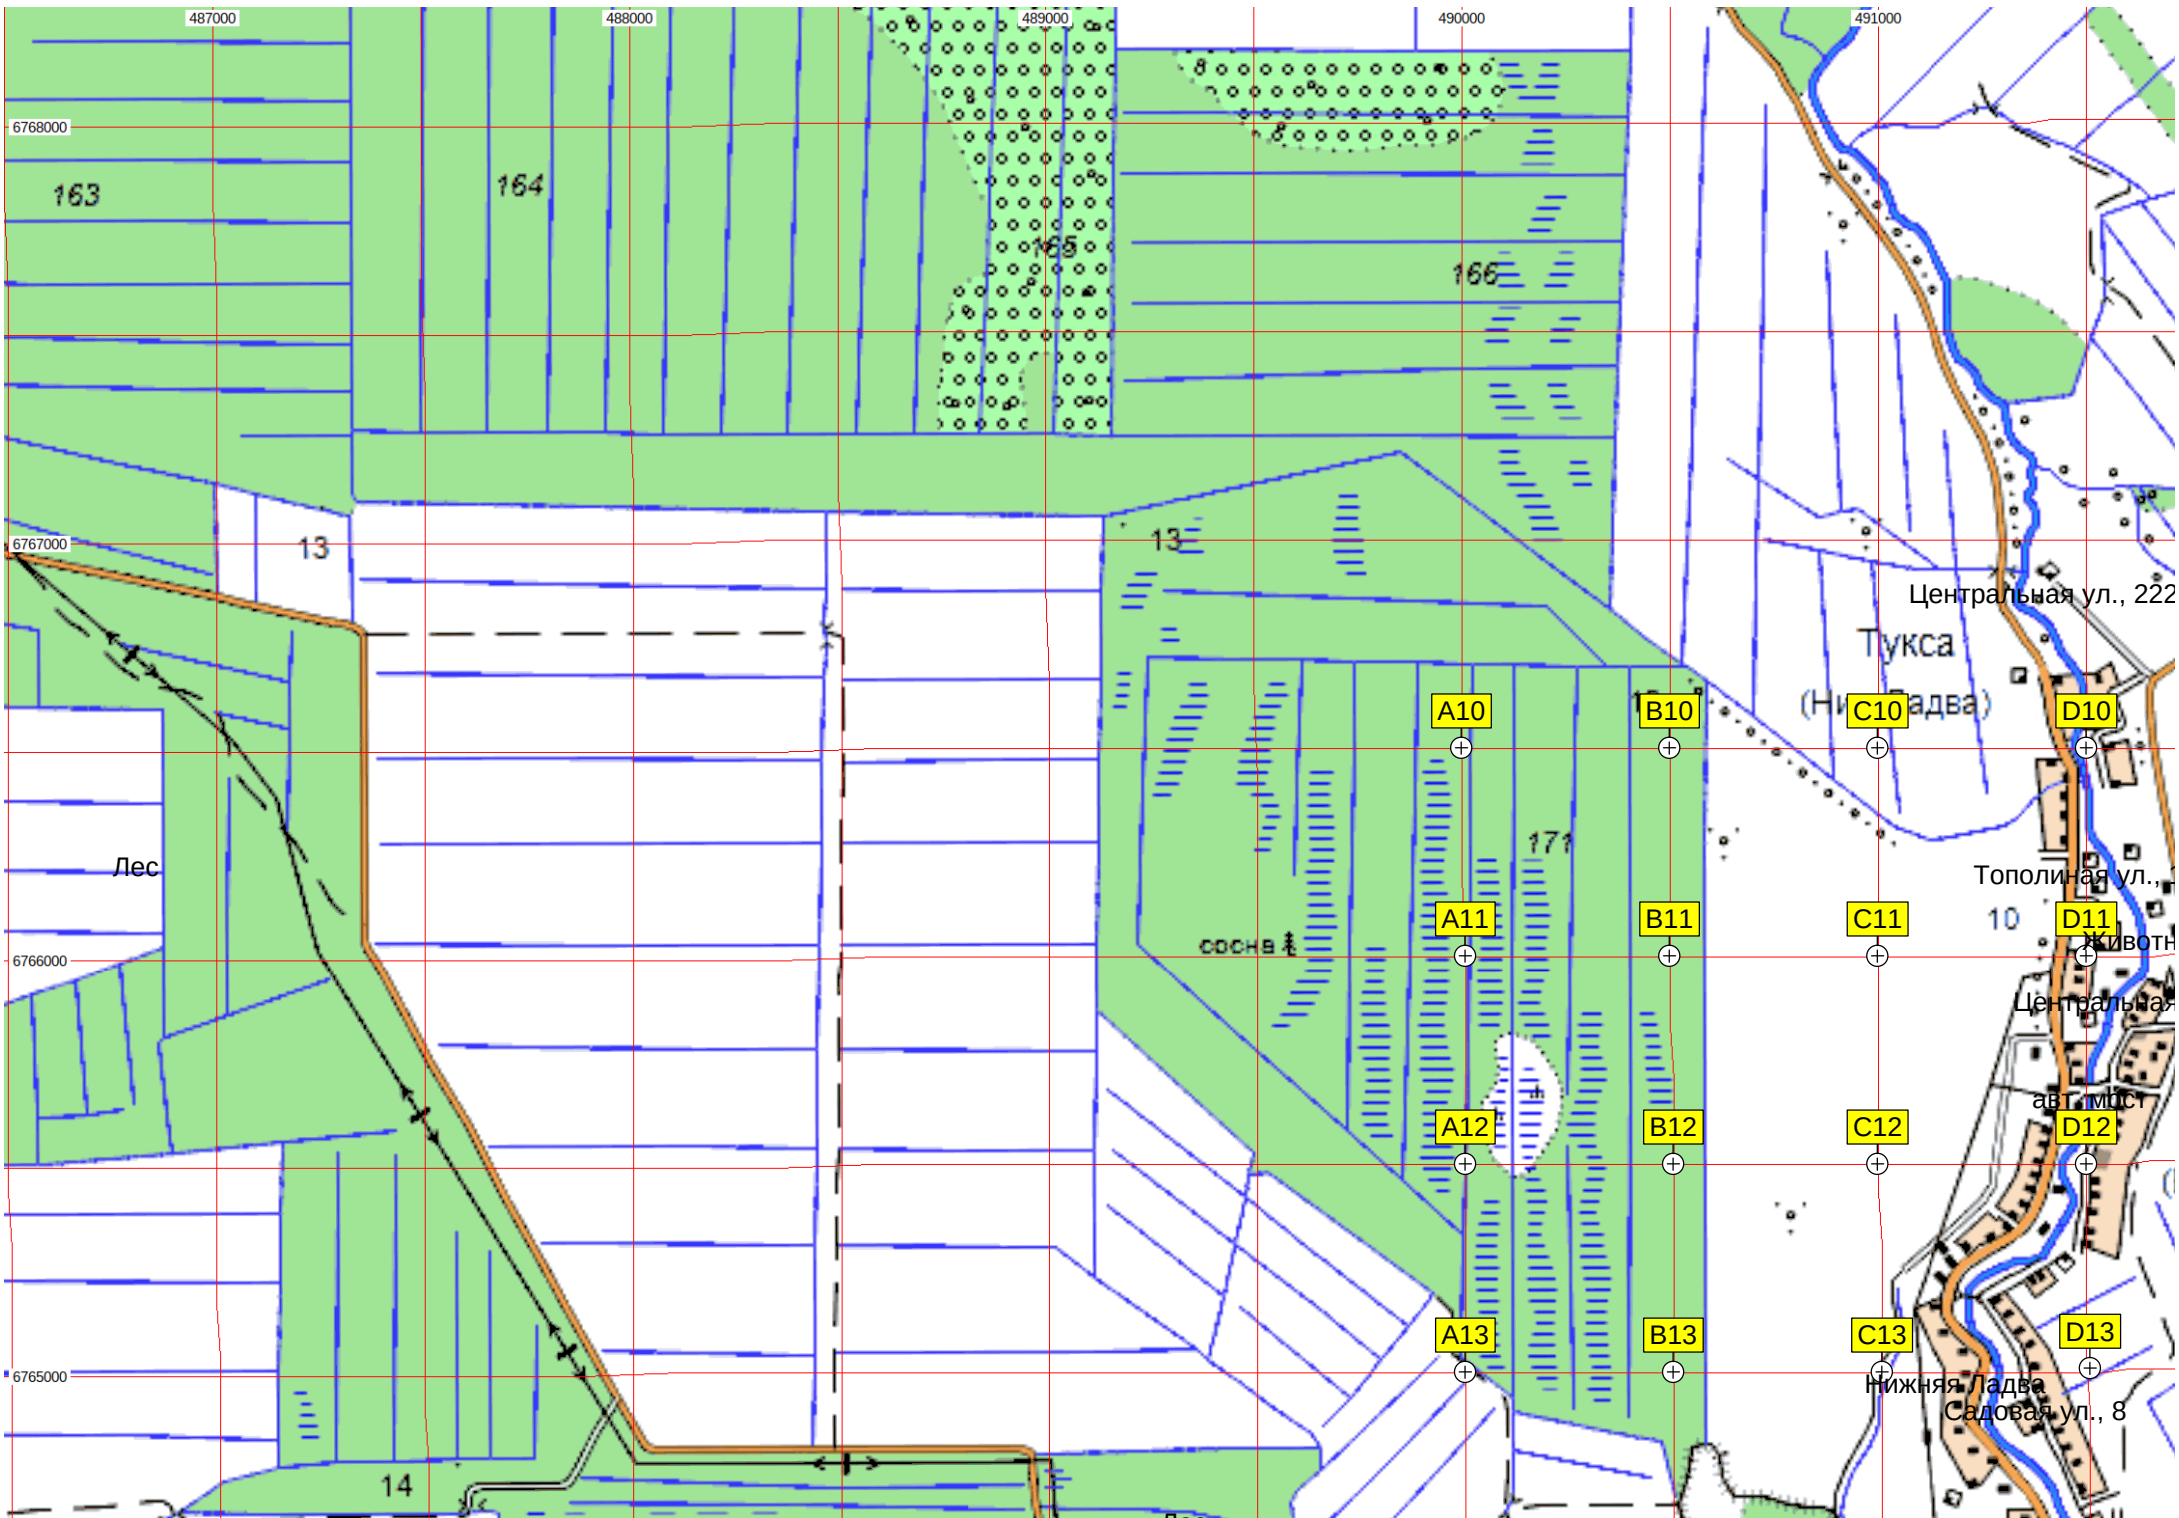 487000 488000 489000 490000 491000
6768000
163
164
165
166
6767000
13
13
Центральная ул., 222
Тукса
A10 B10 C10 D10
171
Лес
Тополиная ул.,
A11 B11 C11 D11
10
сосна
6766000
Центральная
авт. мост
A12 B12 C12 D12
A13 B13 C13 D13
6765000
Нижняя Ладва
Садовая ул., 8
14